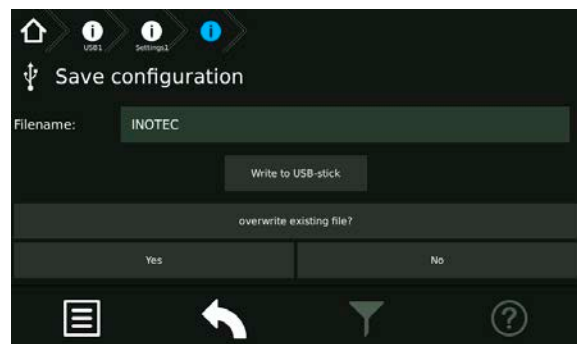 USB1 Settings1
Save configuration
Filename: INOTEC
Write to USB-stick
overwrite existing file?
Yes No